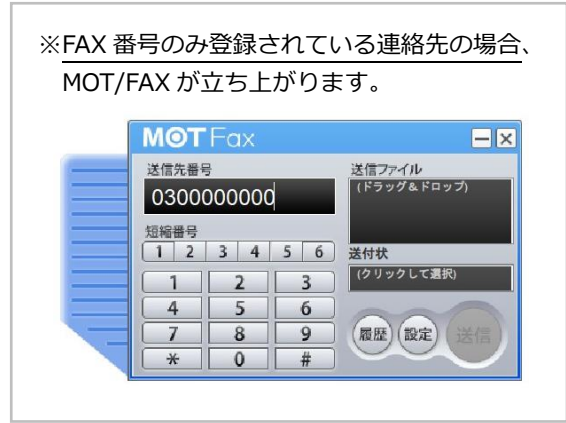 ※FAX 番号のみ登録されている連絡先の場合、
MOT/FAX が立ち上がります。
MOT Fax
送信先番号
0300000000
短縮番号
1 2 3 4 5 6
1 2 3
4 5 6
7 8 9
* 0 #
送信ファイル
(ドラッグ&ドロップ)
送付状
(クリックして選択)
履歴 設定 送信